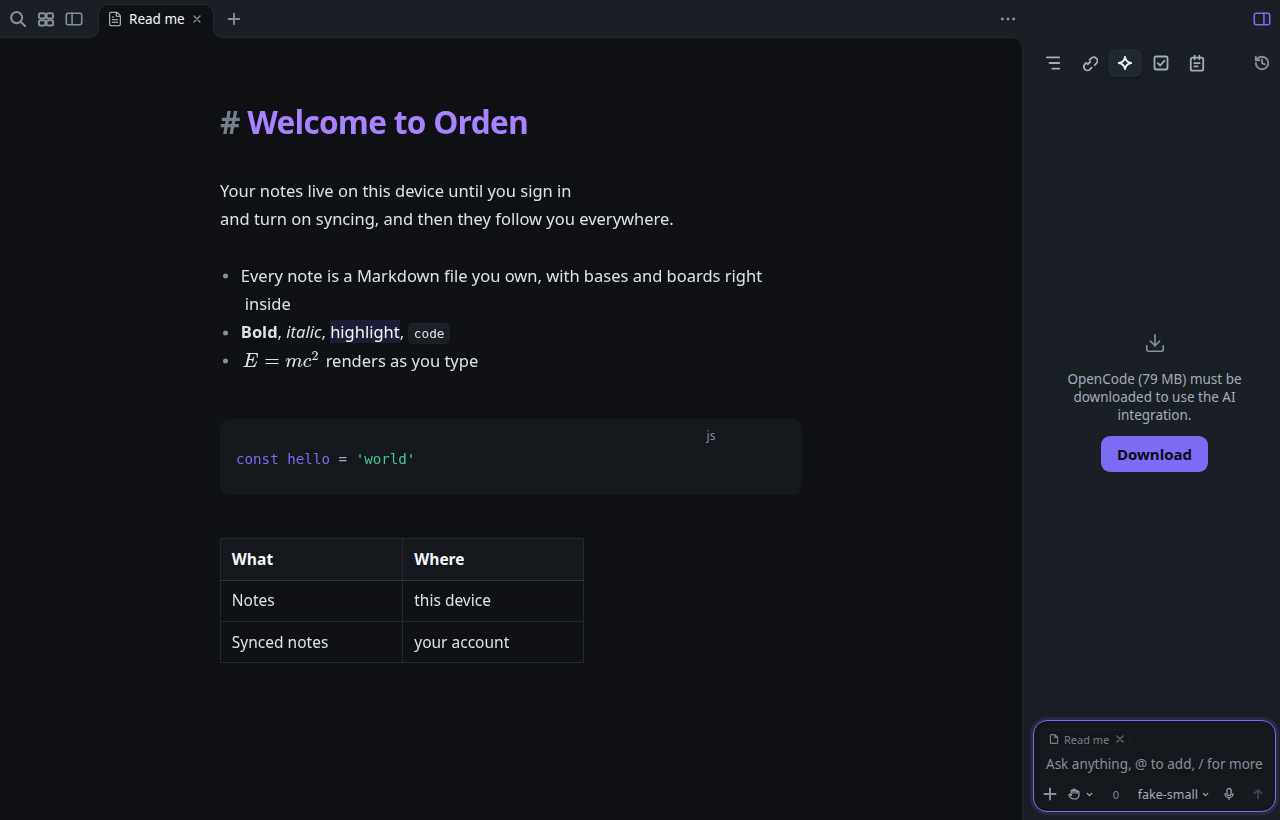 Read me
# Welcome to Orden
Your notes live on this device until you sign in
and turn on syncing, and then they follow you everywhere.
Every note is a Markdown file you own, with bases and boards right
inside
Bold, italic, highlight, code
E = mc² renders as you type
js
const hello = 'world'
What Where
Notes this device
Synced notes your account
OpenCode (79 MB) must be
downloaded to use the AI
integration.
Download
Read me
Ask anything, @ to add, / for more
0 fake-small